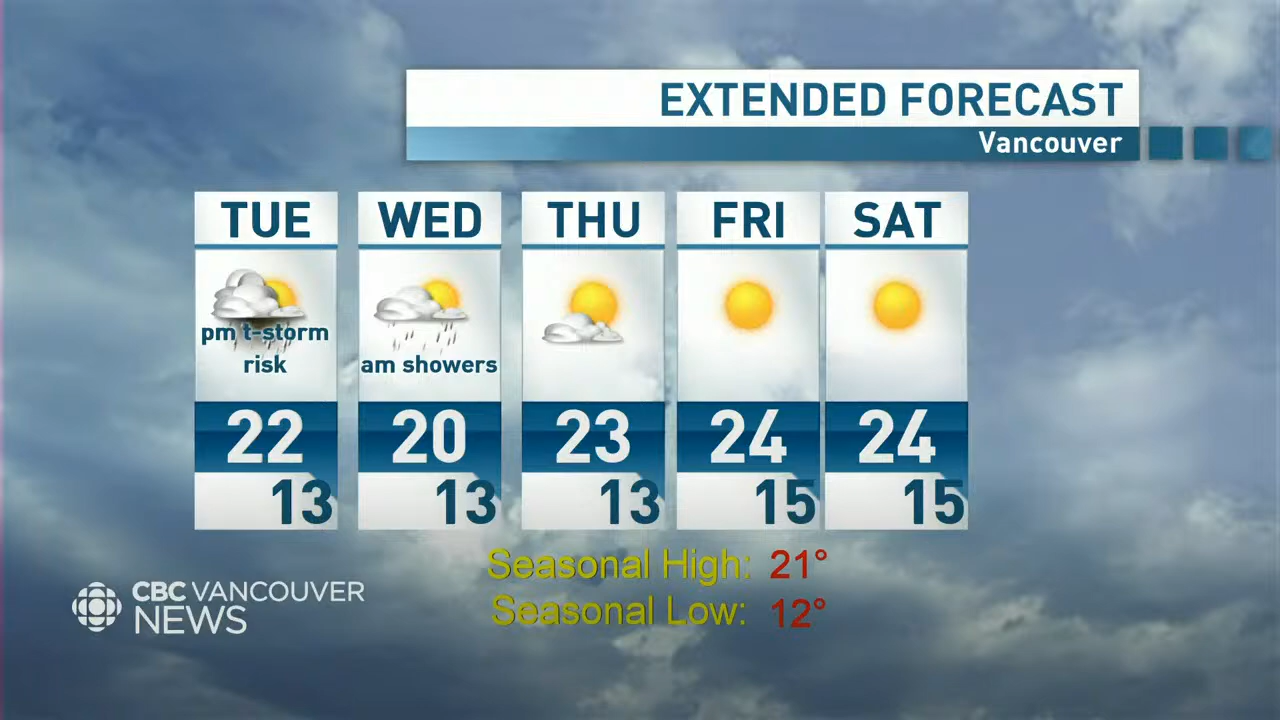 EXTENDED FORECAST
Vancouver
TUE WED THU FRI SAT
pm t-storm
risk am showers
22 20 23 24 24
13 13 13 15 15
Seasonal High: 21°
Seasonal Low: 12°
CBC VANCOUVER
NEWS